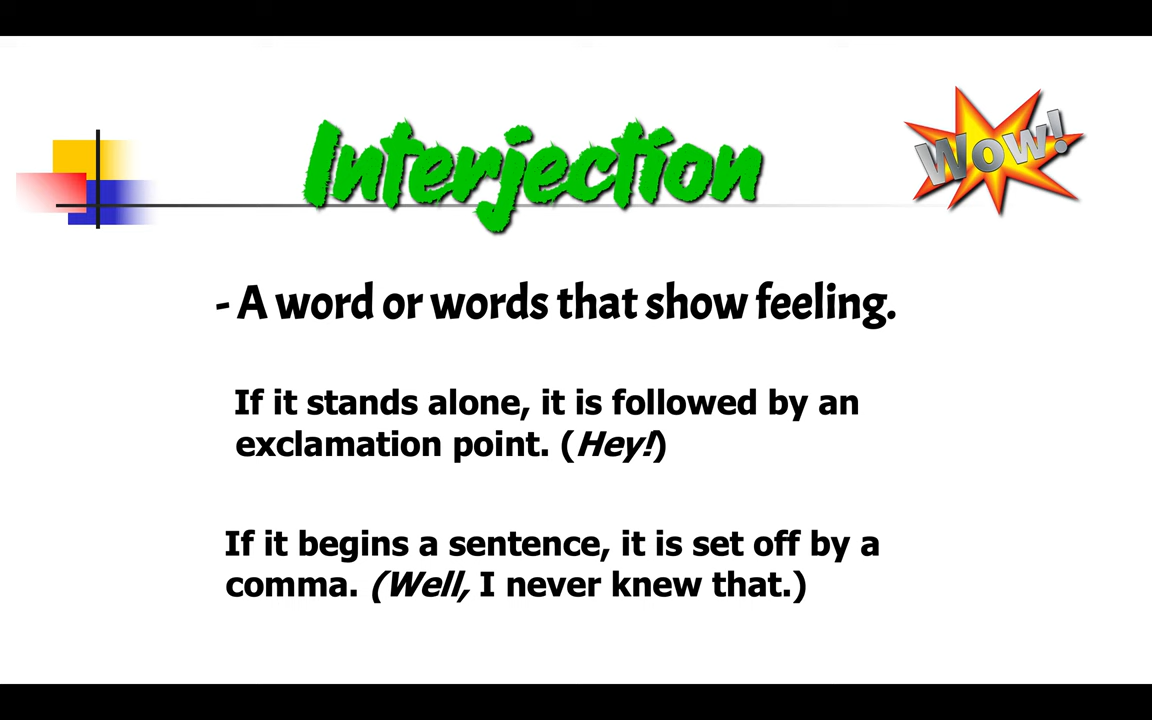 Interjection
Wow!
- A word or words that show feeling.
If it stands alone, it is followed by an
exclamation point. (Hey!)
If it begins a sentence, it is set off by a
comma. (Well, I never knew that.)